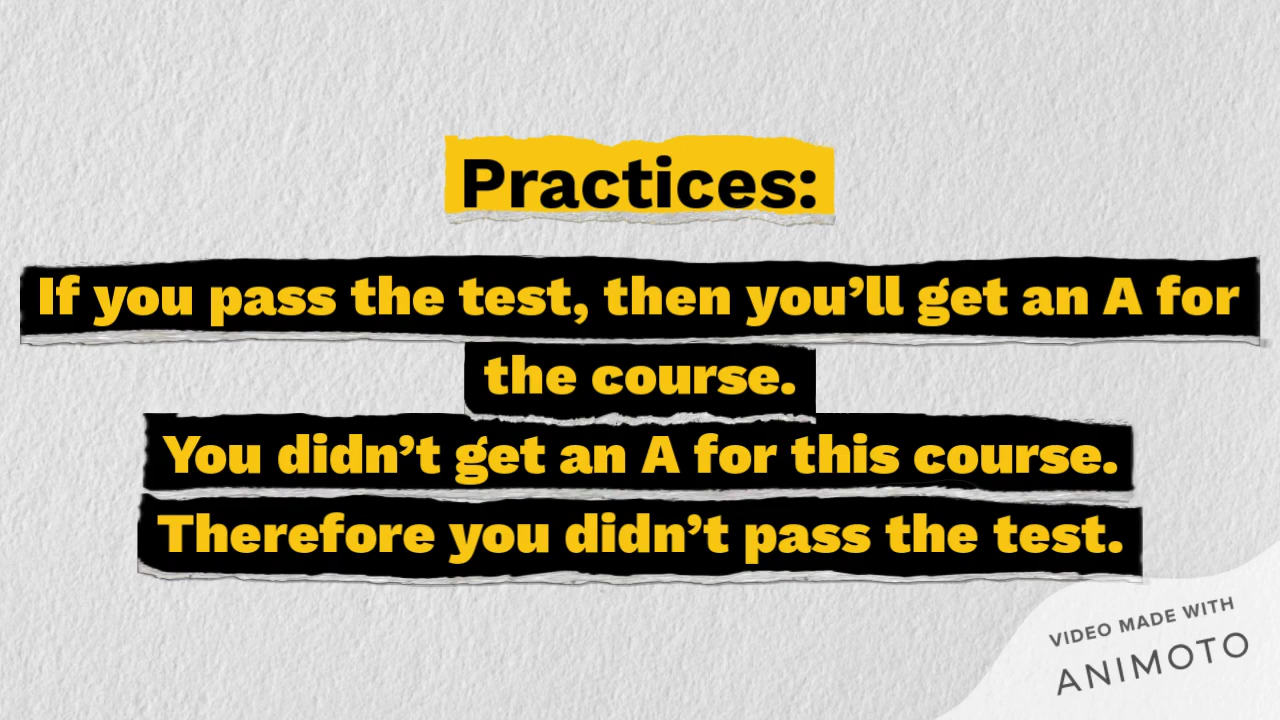 Practices:
If you pass the test, then you’ll get an A for
the course.
You didn’t get an A for this course.
Therefore you didn’t pass the test.
VIDEO MADE WITH
ANIMOTO